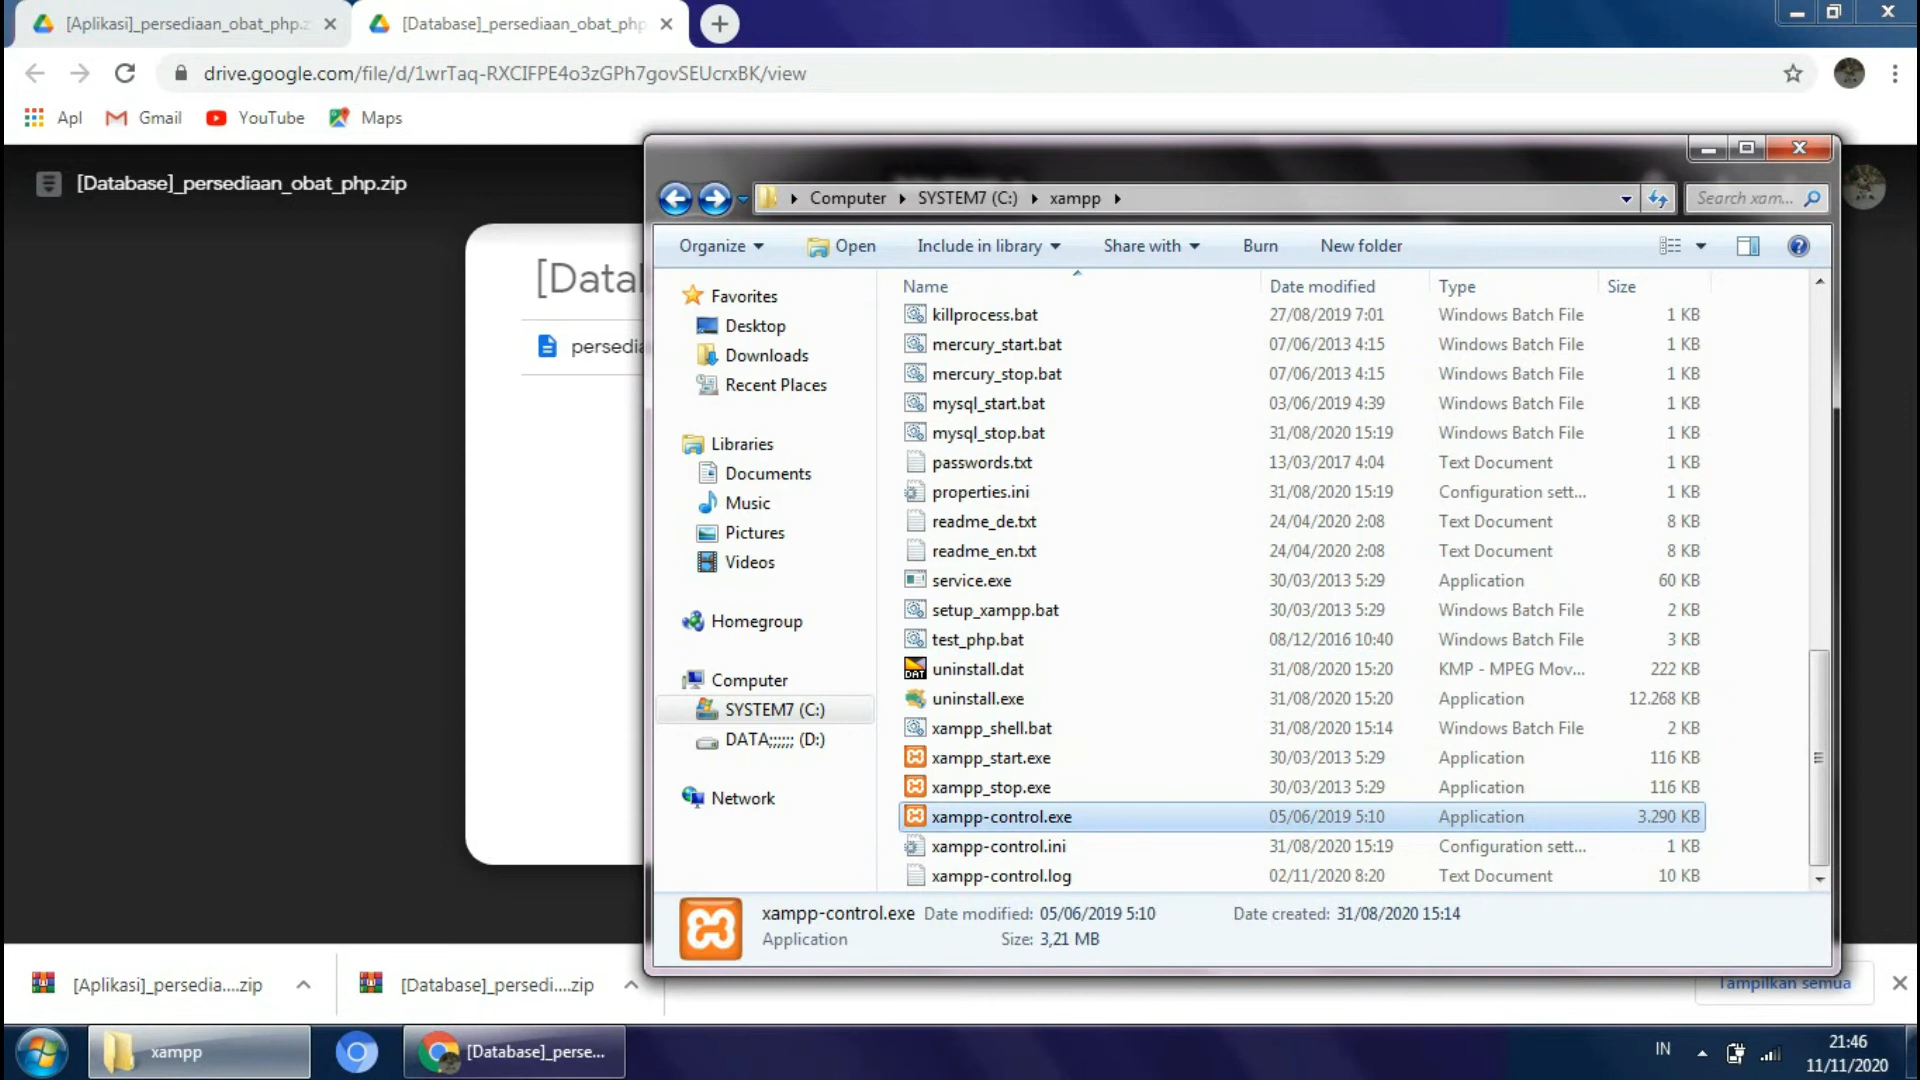 [Aplikasi]_persediaan_obat_php.z
[Database]_persediaan_obat_php
drive.google.com/file/d/1wrTaq-RXCIFPE4o3zGPh7govSEUcrxBK/view
Apl Gmail YouTube Maps
[Database]_persediaan_obat_php.zip
[Datab
persedia
Computer SYSTEM7 (C:) xampp
Search xam...
Organize Open Include in library Share with Burn New folder
Favorites
Desktop
Downloads
Recent Places
Libraries
Documents
Music
Pictures
Videos
Homegroup
Computer
SYSTEM7 (C:)
DATA;;;;;; (D:)
Network
Name Date modified Type Size
killprocess.bat 27/08/2019 7:01 Windows Batch File 1 KB
mercury_start.bat 07/06/2013 4:15 Windows Batch File 1 KB
mercury_stop.bat 07/06/2013 4:15 Windows Batch File 1 KB
mysql_start.bat 03/06/2019 4:39 Windows Batch File 1 KB
mysql_stop.bat 31/08/2020 15:19 Windows Batch File 1 KB
passwords.txt 13/03/2017 4:04 Text Document 1 KB
properties.ini 31/08/2020 15:19 Configuration sett... 1 KB
readme_de.txt 24/04/2020 2:08 Text Document 8 KB
readme_en.txt 24/04/2020 2:08 Text Document 8 KB
service.exe 30/03/2013 5:29 Application 60 KB
setup_xampp.bat 30/03/2013 5:29 Windows Batch File 2 KB
test_php.bat 08/12/2016 10:40 Windows Batch File 3 KB
uninstall.dat 31/08/2020 15:20 KMP - MPEG Mov... 222 KB
uninstall.exe 31/08/2020 15:20 Application 12.268 KB
xampp_shell.bat 31/08/2020 15:14 Windows Batch File 2 KB
xampp_start.exe 30/03/2013 5:29 Application 116 KB
xampp_stop.exe 30/03/2013 5:29 Application 116 KB
xampp-control.exe 05/06/2019 5:10 Application 3.290 KB
xampp-control.ini 31/08/2020 15:19 Configuration sett... 1 KB
xampp-control.log 02/11/2020 8:20 Text Document 10 KB
xampp-control.exe Date modified: 05/06/2019 5:10 Date created: 31/08/2020 15:14
Application Size: 3,21 MB
[Aplikasi]_persedia....zip
[Database]_persedi....zip
Tampilkan semua
xampp
[Database]_perse...
IN
21:46
11/11/2020